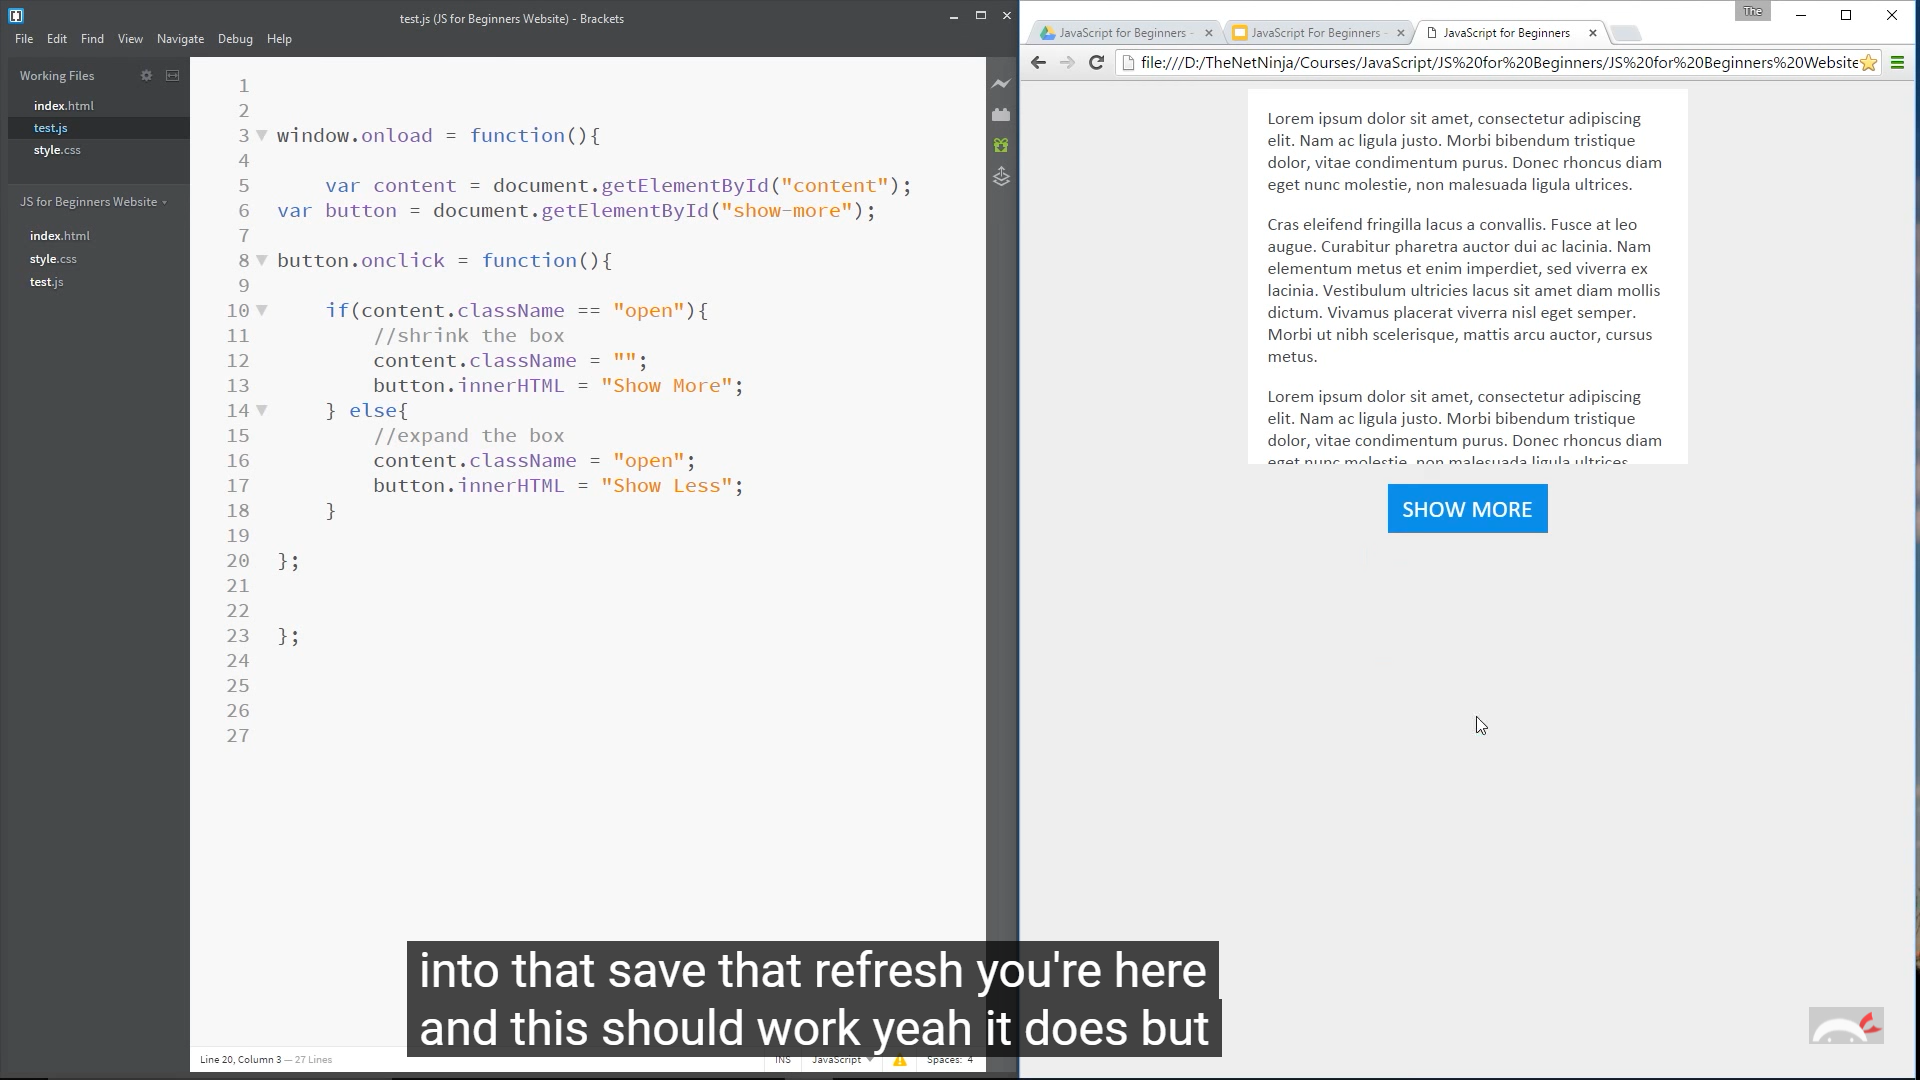 test.js (JS for Beginners Website) - Brackets
File Edit Find View Navigate Debug Help
Working Files
index.html
test.js
style.css
JS for Beginners Website
index.html
style.css
test.js
1
2
3 window.onload = function(){
4
5 var content = document.getElementById("content");
6 var button = document.getElementById("show-more");
7
8 button.onclick = function(){
9
10 if(content.className == "open"){
11 //shrink the box
12 content.className = "";
13 button.innerHTML = "Show More";
14 } else{
15 //expand the box
16 content.className = "open";
17 button.innerHTML = "Show Less";
18 }
19
20 };
21
22
23 };
24
25
26
27
Line 20, Column 3 — 27 Lines
INS JavaScript Spaces: 4
The
JavaScript for Beginners - JavaScript For Beginners - JavaScript for Beginners
file:///D:/TheNetNinja/Courses/JavaScript/JS%20for%20Beginners/JS%20for%20Beginners%20Website
Lorem ipsum dolor sit amet, consectetur adipiscing
elit. Nam ac ligula justo. Morbi bibendum tristique
dolor, vitae condimentum purus. Donec rhoncus diam
eget nunc molestie, non malesuada ligula ultrices.
Cras eleifend fringilla lacus a convallis. Fusce at leo
augue. Curabitur pharetra auctor dui ac lacinia. Nam
elementum metus et enim imperdiet, sed viverra ex
lacinia. Vestibulum ultricies lacus sit amet diam mollis
dictum. Vivamus placerat viverra nisl eget semper.
Morbi ut nibh scelerisque, mattis arcu auctor, cursus
metus.
Lorem ipsum dolor sit amet, consectetur adipiscing
elit. Nam ac ligula justo. Morbi bibendum tristique
dolor, vitae condimentum purus. Donec rhoncus diam
eget nunc molestie, non malesuada ligula ultrices.
SHOW MORE
into that save that refresh you're here
and this should work yeah it does but